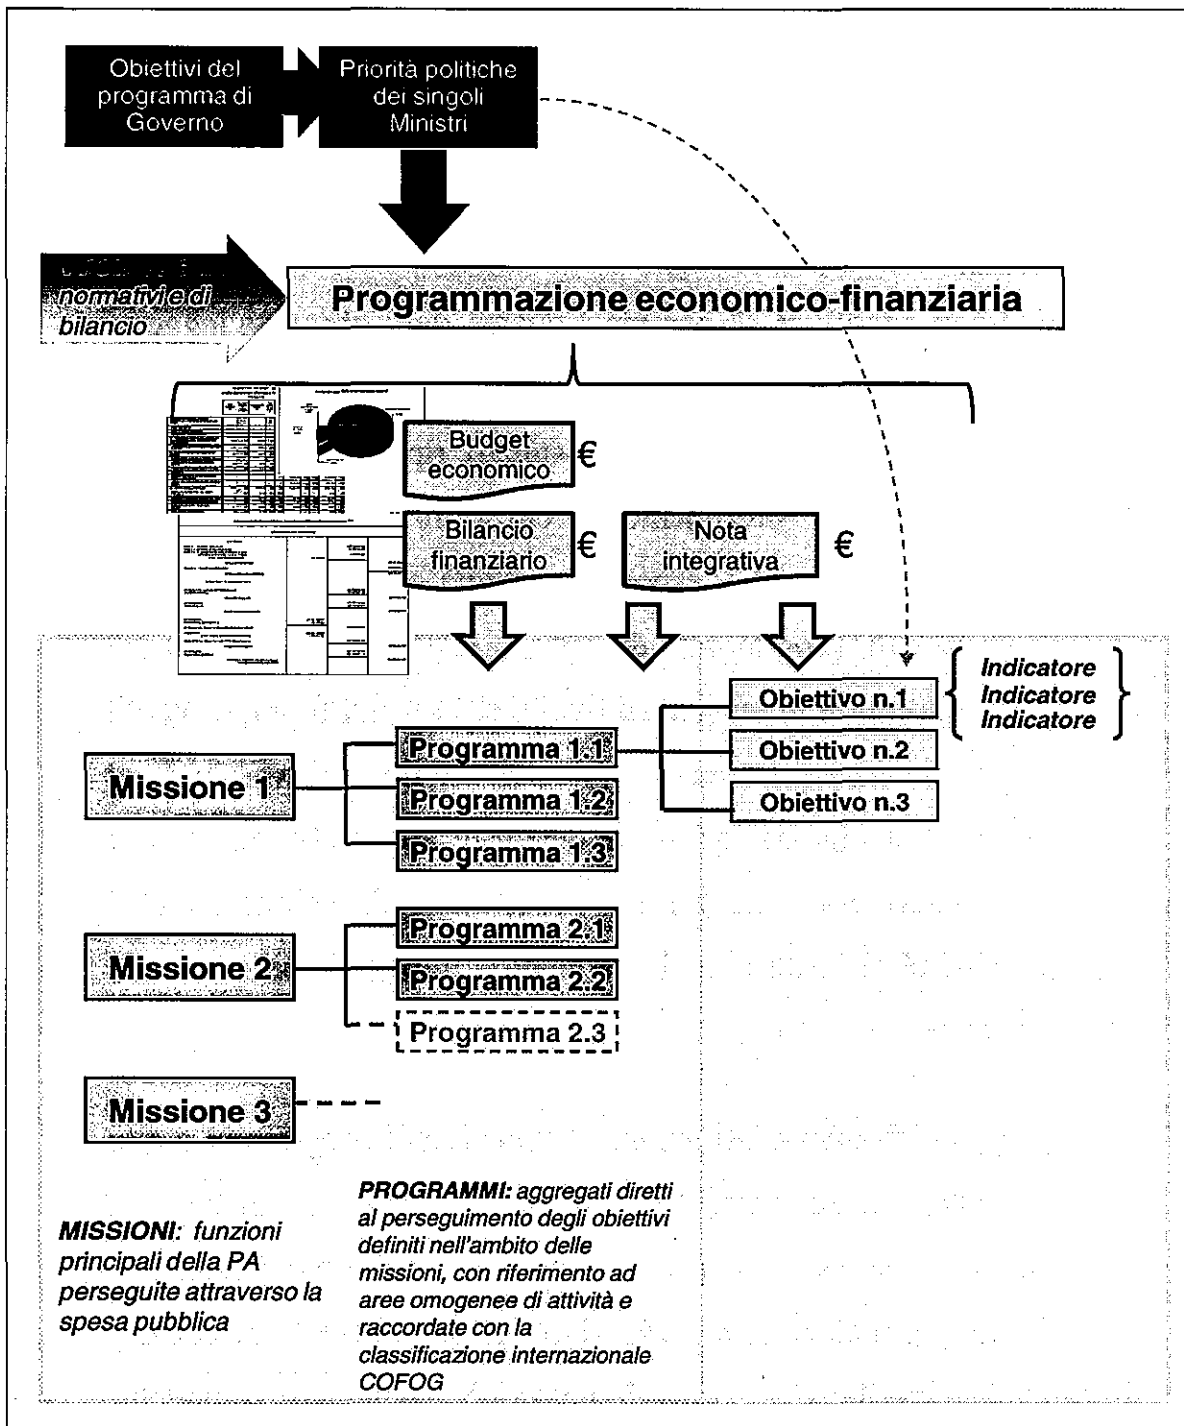 Obiettivi del
programma di
Governo
Priorità politiche
dei singoli
Ministri
normativi e di
bilancio
Programmazione economico-finanziaria
Budget
economico
€
Bilancio
finanziario
€
Nota
integrativa
€
Indicatore
Indicatore
Indicatore
Obiettivo n.1
Obiettivo n.2
Obiettivo n.3
Missione 1
Programma 1.1
Programma 1.2
Programma 1.3
Missione 2
Programma 2.1
Programma 2.2
Programma 2.3
Missione 3
MISSIONI: funzioni
principali della PA
perseguite attraverso la
spesa pubblica
PROGRAMMI: aggregati diretti
al perseguimento degli obiettivi
definiti nell'ambito delle
missioni, con riferimento ad
aree omogenee di attività e
raccordate con la
classificazione internazionale
COFOG